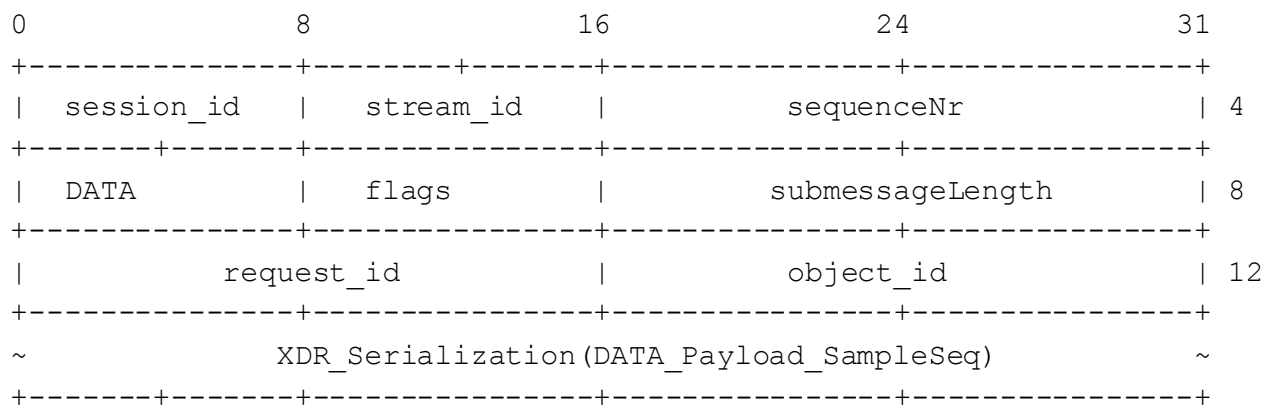 0               8               16              24              31
+---------------+--------+-------+---------------+---------------+
|  session_id   |   stream_id    |          sequenceNr           | 4
+-------+-------+---------------+---------------+---------------+
|  DATA         |   flags        |         submessageLength      | 8
+---------------+---------------+---------------+---------------+
|           request_id           |          object_id            | 12
+---------------+---------------+---------------+---------------+
~              XDR_Serialization(DATA_Payload_SampleSeq)           ~
+-------+-------+---------------+---------------+---------------+